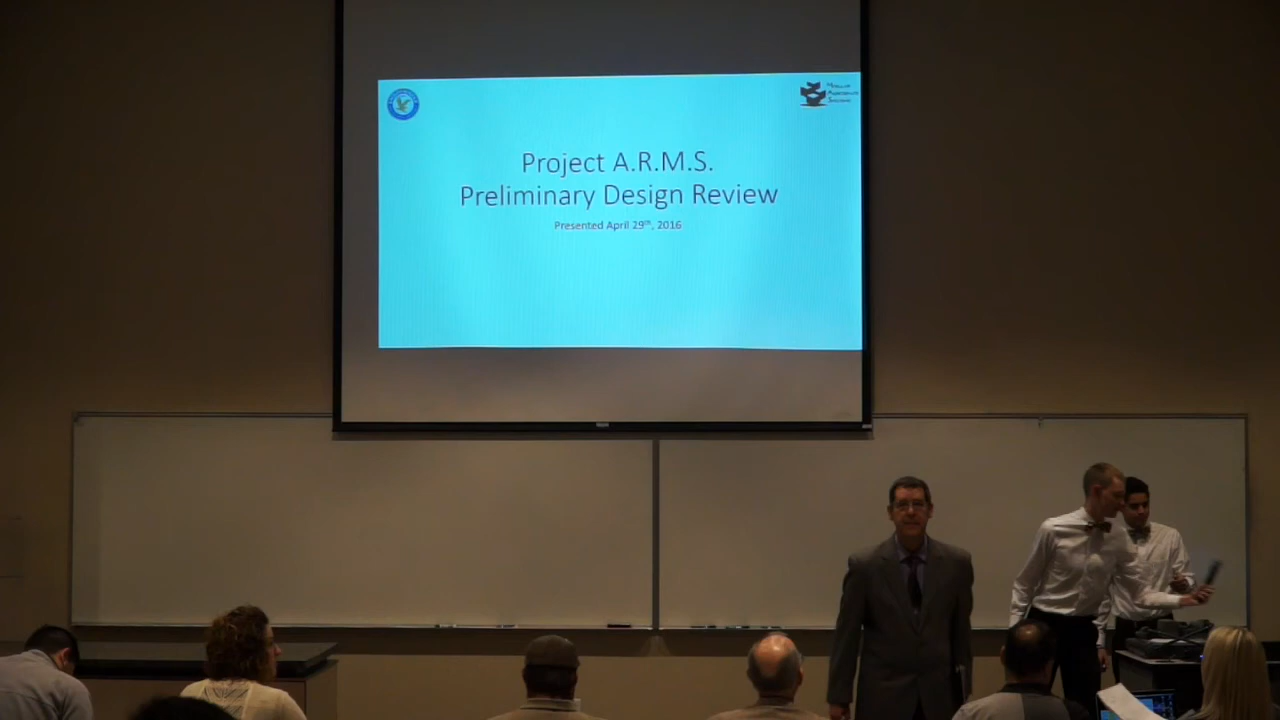 Project A.R.M.S.
Preliminary Design Review
Presented April 29th, 2016